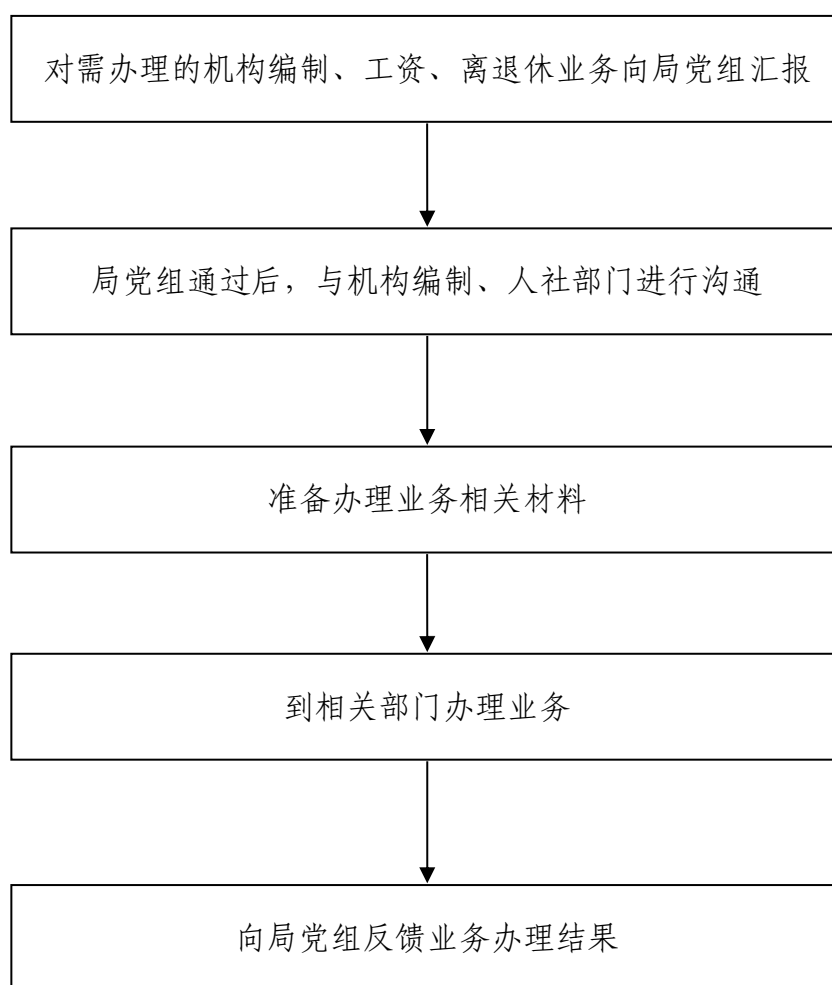 对需办理的机构编制、工资、离退休业务向局党组汇报
局党组通过后，与机构编制、人社部门进行沟通
准备办理业务相关材料
到相关部门办理业务
向局党组反馈业务办理结果